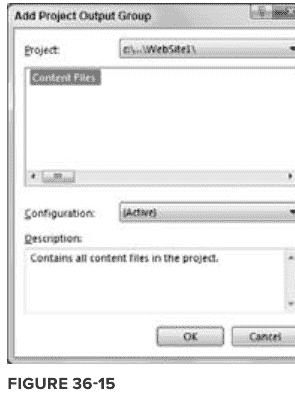 Add Project Output Group
Project:
c:\...\WebSite1\
Content Files
Configuration:
(Active)
Description:
Contains all content files in the project.
OK
Cancel
FIGURE 36-15